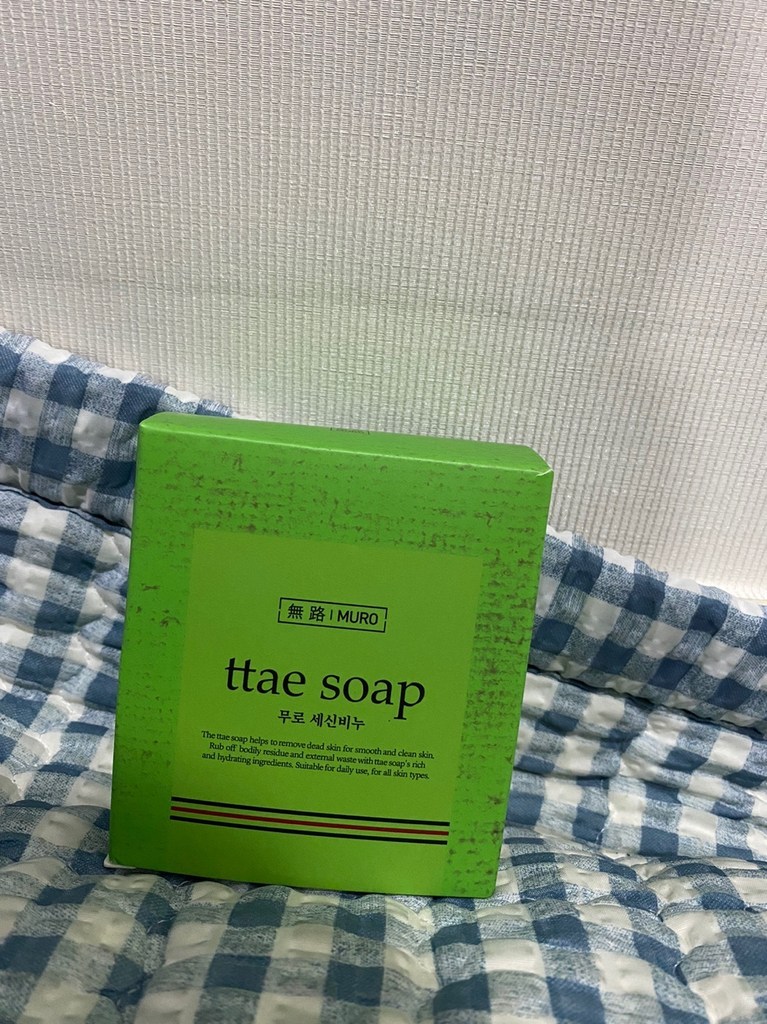 無路 | MURO
ttae soap
무로 세신비누
The ttae soap helps to remove dead skin for smooth and clean skin.
Rub off bodily residue and external waste with ttae soap's rich
and hydrating ingredients. Suitable for daily use, for all skin types.